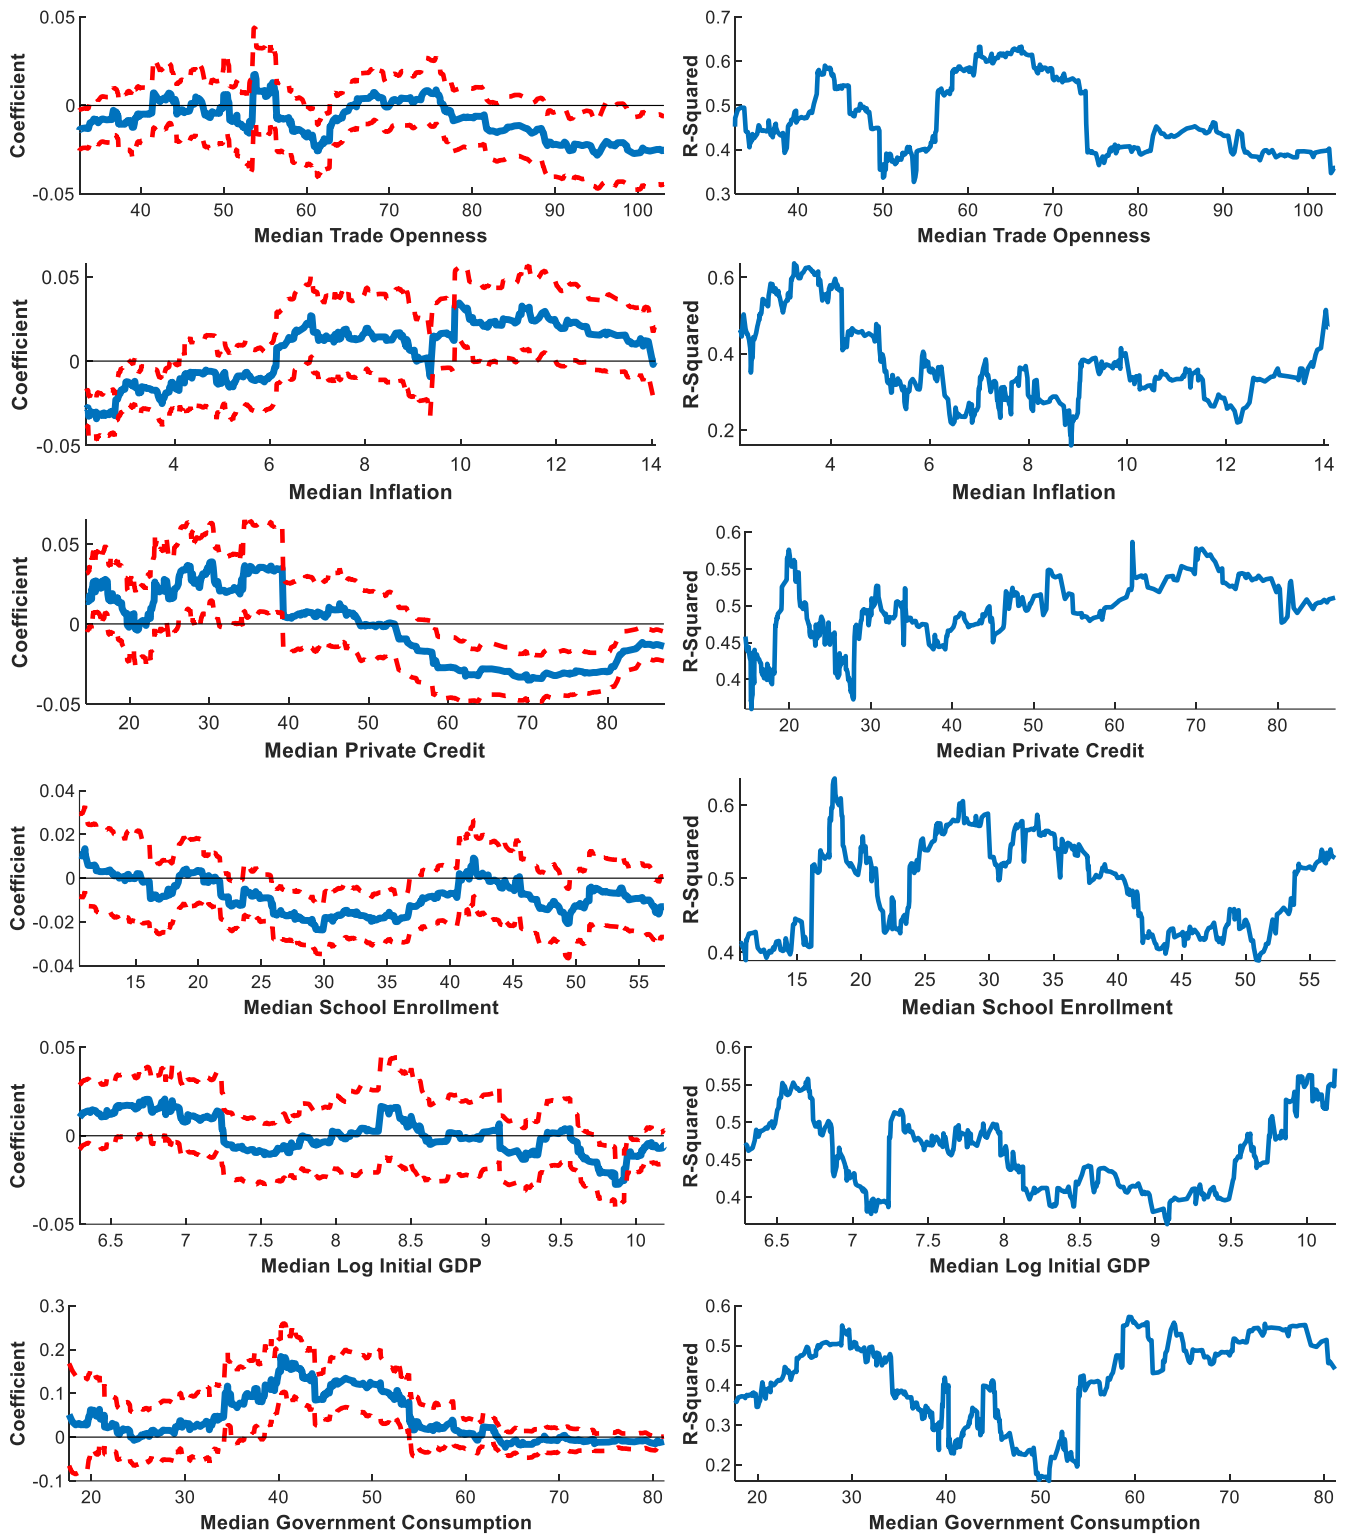 0.05
0
-0.05
Coefficient
40 50 60 70 80 90 100
Median Trade Openness
0.7
0.6
0.5
0.4
0.3
R-Squared
40 50 60 70 80 90 100
Median Trade Openness
0.05
0
-0.05
Coefficient
4 6 8 10 12 14
Median Inflation
0.6
0.4
0.2
R-Squared
4 6 8 10 12 14
Median Inflation
0.05
0
-0.05
Coefficient
20 30 40 50 60 70 80
Median Private Credit
0.6
0.55
0.5
0.45
0.4
R-Squared
20 30 40 50 60 70 80
Median Private Credit
0.04
0.02
0
-0.02
-0.04
Coefficient
15 20 25 30 35 40 45 50 55
Median School Enrollment
0.6
0.5
0.4
R-Squared
15 20 25 30 35 40 45 50 55
Median School Enrollment
0.05
0
-0.05
Coefficient
6.5 7 7.5 8 8.5 9 9.5 10
Median Log Initial GDP
0.6
0.55
0.5
0.45
0.4
R-Squared
6.5 7 7.5 8 8.5 9 9.5 10
Median Log Initial GDP
0.3
0.2
0.1
0
-0.1
Coefficient
20 30 40 50 60 70 80
Median Government Consumption
0.6
0.5
0.4
0.3
0.2
R-Squared
20 30 40 50 60 70 80
Median Government Consumption